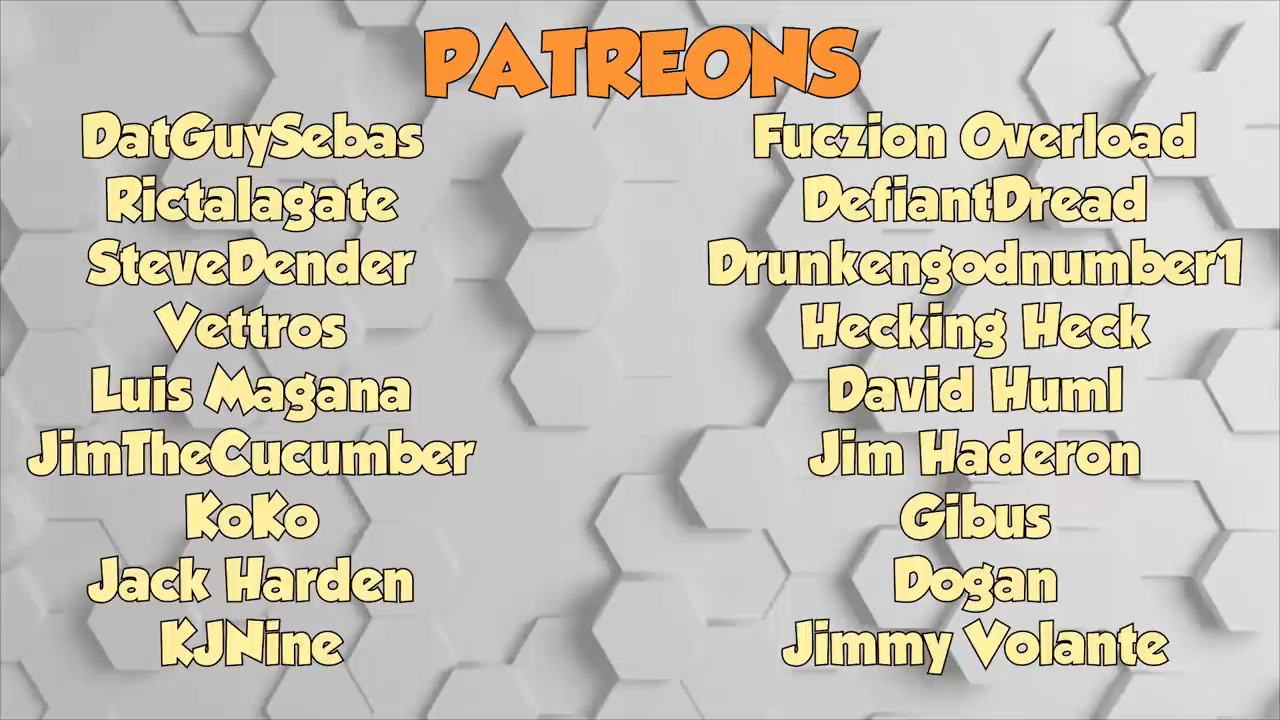 PATREONS
DatGuySebas
Rictalagate
SteveDender
Vettros
Luis Magana
JimTheCucumber
KoKo
Jack Harden
KJNine
Fuczion Overload
DefiantDread
Drunkengodnumber1
Hecking Heck
David Huml
Jim Haderon
Gibus
Dogan
Jimmy Volante